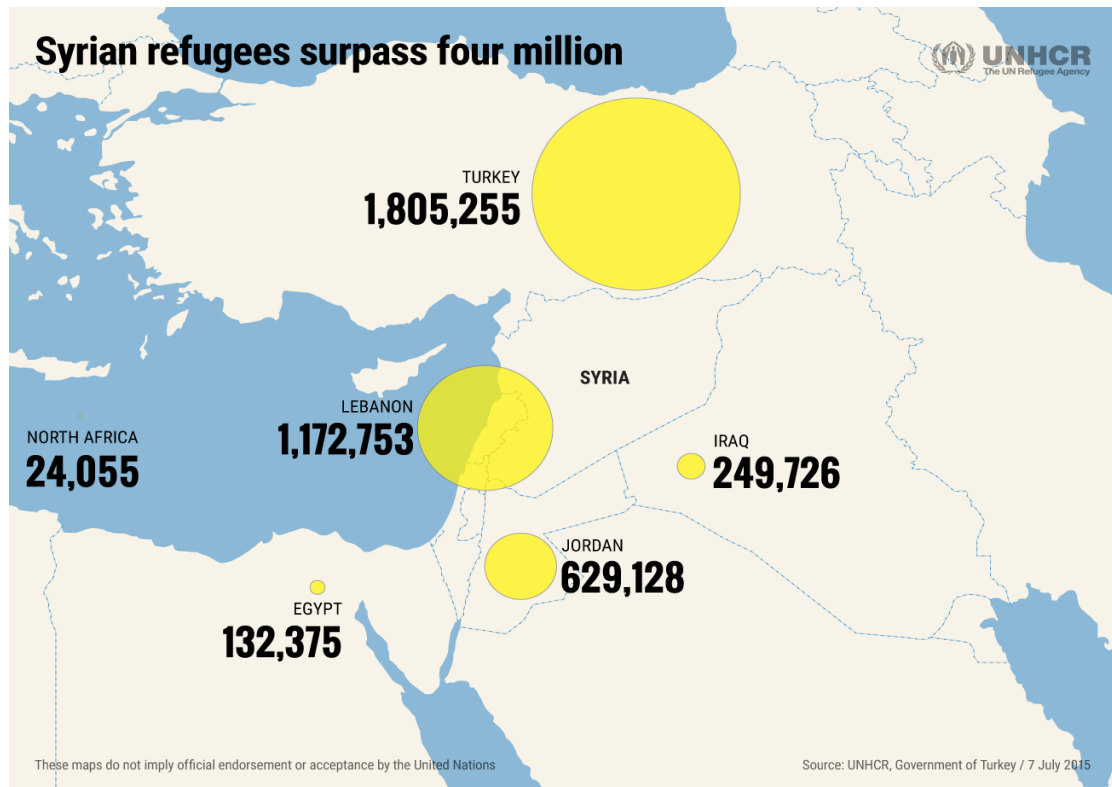 Syrian refugees surpass four million
UNHCR
The UN Refugee Agency
TURKEY
1,805,255
SYRIA
LEBANON
1,172,753
NORTH AFRICA
24,055
IRAQ
249,726
JORDAN
629,128
EGYPT
132,375
These maps do not imply official endorsement or acceptance by the United Nations
Source: UNHCR, Government of Turkey / 7 July 2015